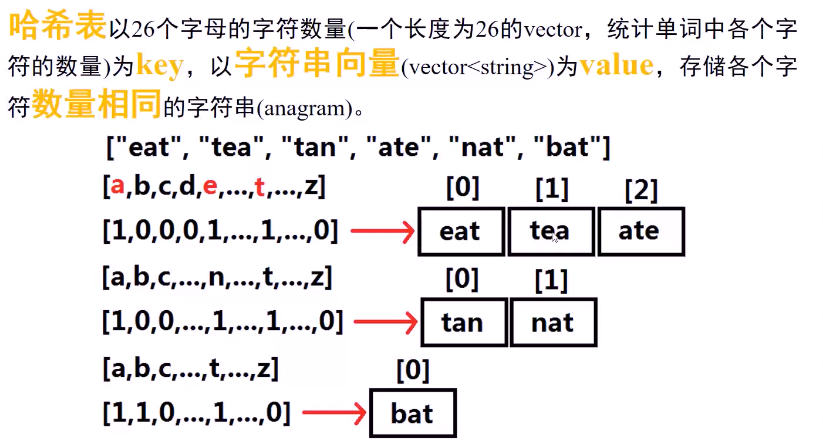 哈希表以26个字母的字符数量(一个长度为26的vector，统计单词中各个字
符的数量)为key，以字符串向量(vector<string>)为value，存储各个字
符数量相同的字符串(anagram)。
["eat", "tea", "tan", "ate", "nat", "bat"]
[a,b,c,d,e,...,t,...,z] [0] [1] [2]
[1,0,0,0,1,...,1,...,0] eat tea ate
[a,b,c,...,n,...,t,...,z] [0] [1]
[1,0,0,...,1,...,1,...,0] tan nat
[a,b,c,...,t,...,z] [0]
[1,1,0,...,1,...,0] bat